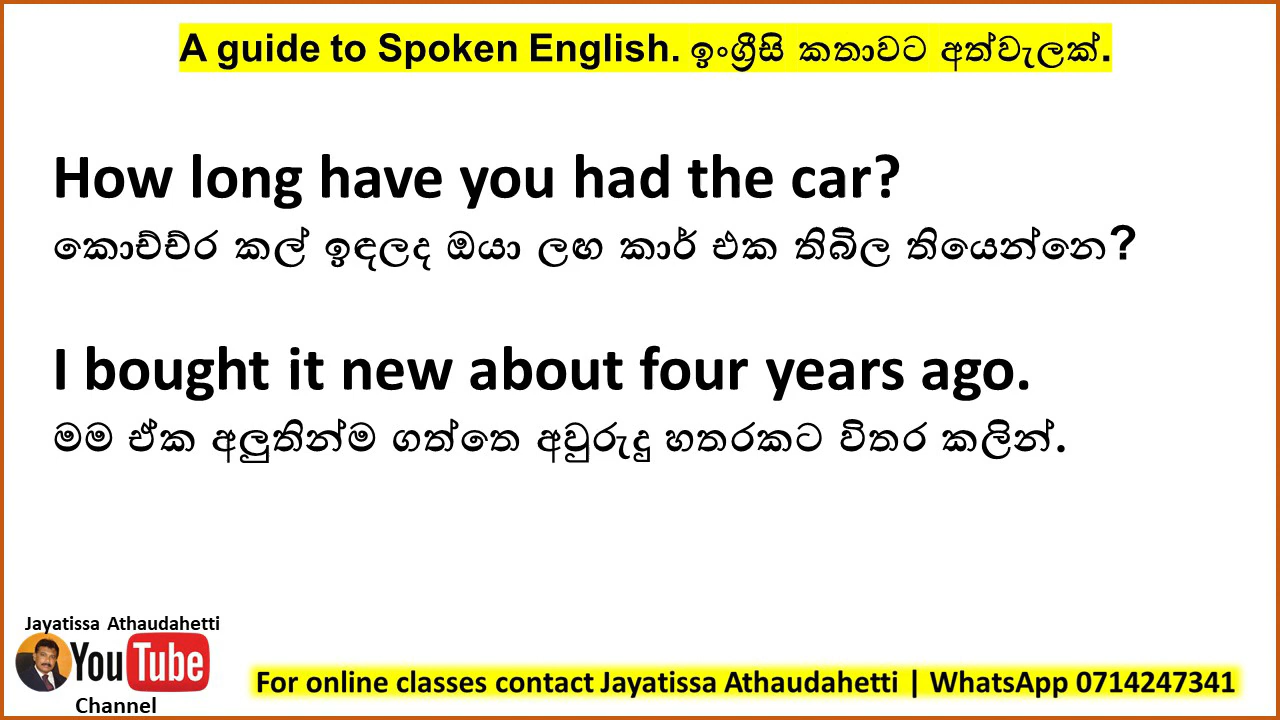 A guide to Spoken English. ඉංග්‍රීසි කතාවට අත්වැලක්.
How long have you had the car?
කොච්ච්ර කල් ඉඳලද ඔයා ලඟ කාර් එක තිබිල තියෙන්නෙ?
I bought it new about four years ago.
මම ඒක අලුතින්ම ගත්තෙ අවුරුදු හතරකට විතර කලින්.
Jayatissa Athaudahetti
YouTube
Channel
For online classes contact Jayatissa Athaudahetti | WhatsApp 0714247341